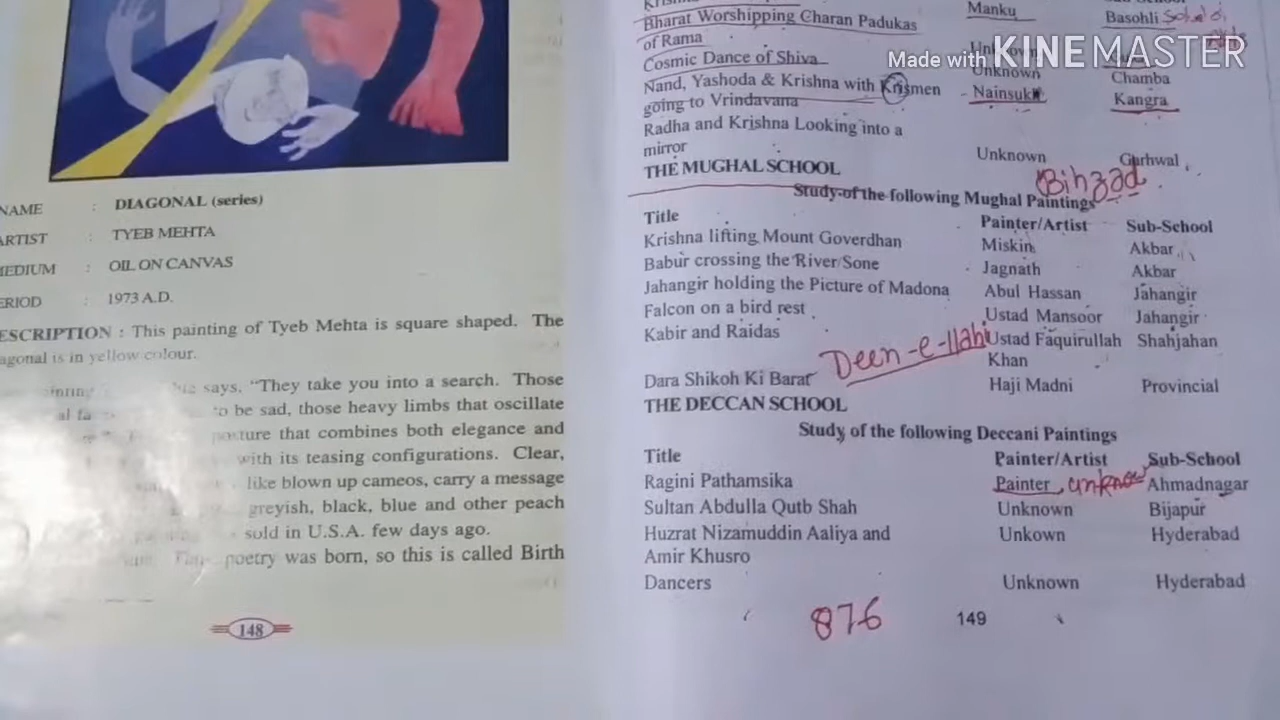 NAME : DIAGONAL (series)
ARTIST : TYEB MEHTA
MEDIUM : OIL ON CANVAS
PERIOD : 1973 A.D.
DESCRIPTION : This painting of Tyeb Mehta is square shaped. The
diagonal is in yellow colour.
says, "They take you into a search. Those
to be sad, those heavy limbs that oscillate
posture that combines both elegance and
with its teasing configurations. Clear,
like blown up cameos, carry a message
greyish, black, blue and other peach
sold in U.S.A. few days ago.
poetry was born, so this is called Birth
148
Manku Basohli
Bharat Worshipping Charan Padukas
of Rama Unknown
Cosmic Dance of Shiva Unknown Chamba
Nand, Yashoda & Krishna with Krismen Nainsukh Kangra
going to Vrindavana
Radha and Krishna Looking into a
mirror Unknown Garhwal
THE MUGHAL SCHOOL Bihzad
Study of the following Mughal Paintings
Title Painter/Artist Sub-School
Krishna lifting Mount Goverdhan Miskin Akbar
Babur crossing the River Sone Jagnath Akbar
Jahangir holding the Picture of Madona Abul Hassan Jahangir
Falcon on a bird rest Ustad Mansoor Jahangir
Kabir and Raidas Ustad Faquirullah Shahjahan
Deen-e-llahi Khan
Dara Shikoh Ki Barat Haji Madni Provincial
THE DECCAN SCHOOL
Study of the following Deccani Paintings
Title Painter/Artist Sub-School
Ragini Pathamsika Painter Ahmadnagar
Sultan Abdulla Qutb Shah Unknown Bijapur
Huzrat Nizamuddin Aaliya and Unkown Hyderabad
Amir Khusro
Dancers Unknown Hyderabad
876 149
Made with KINEMASTER